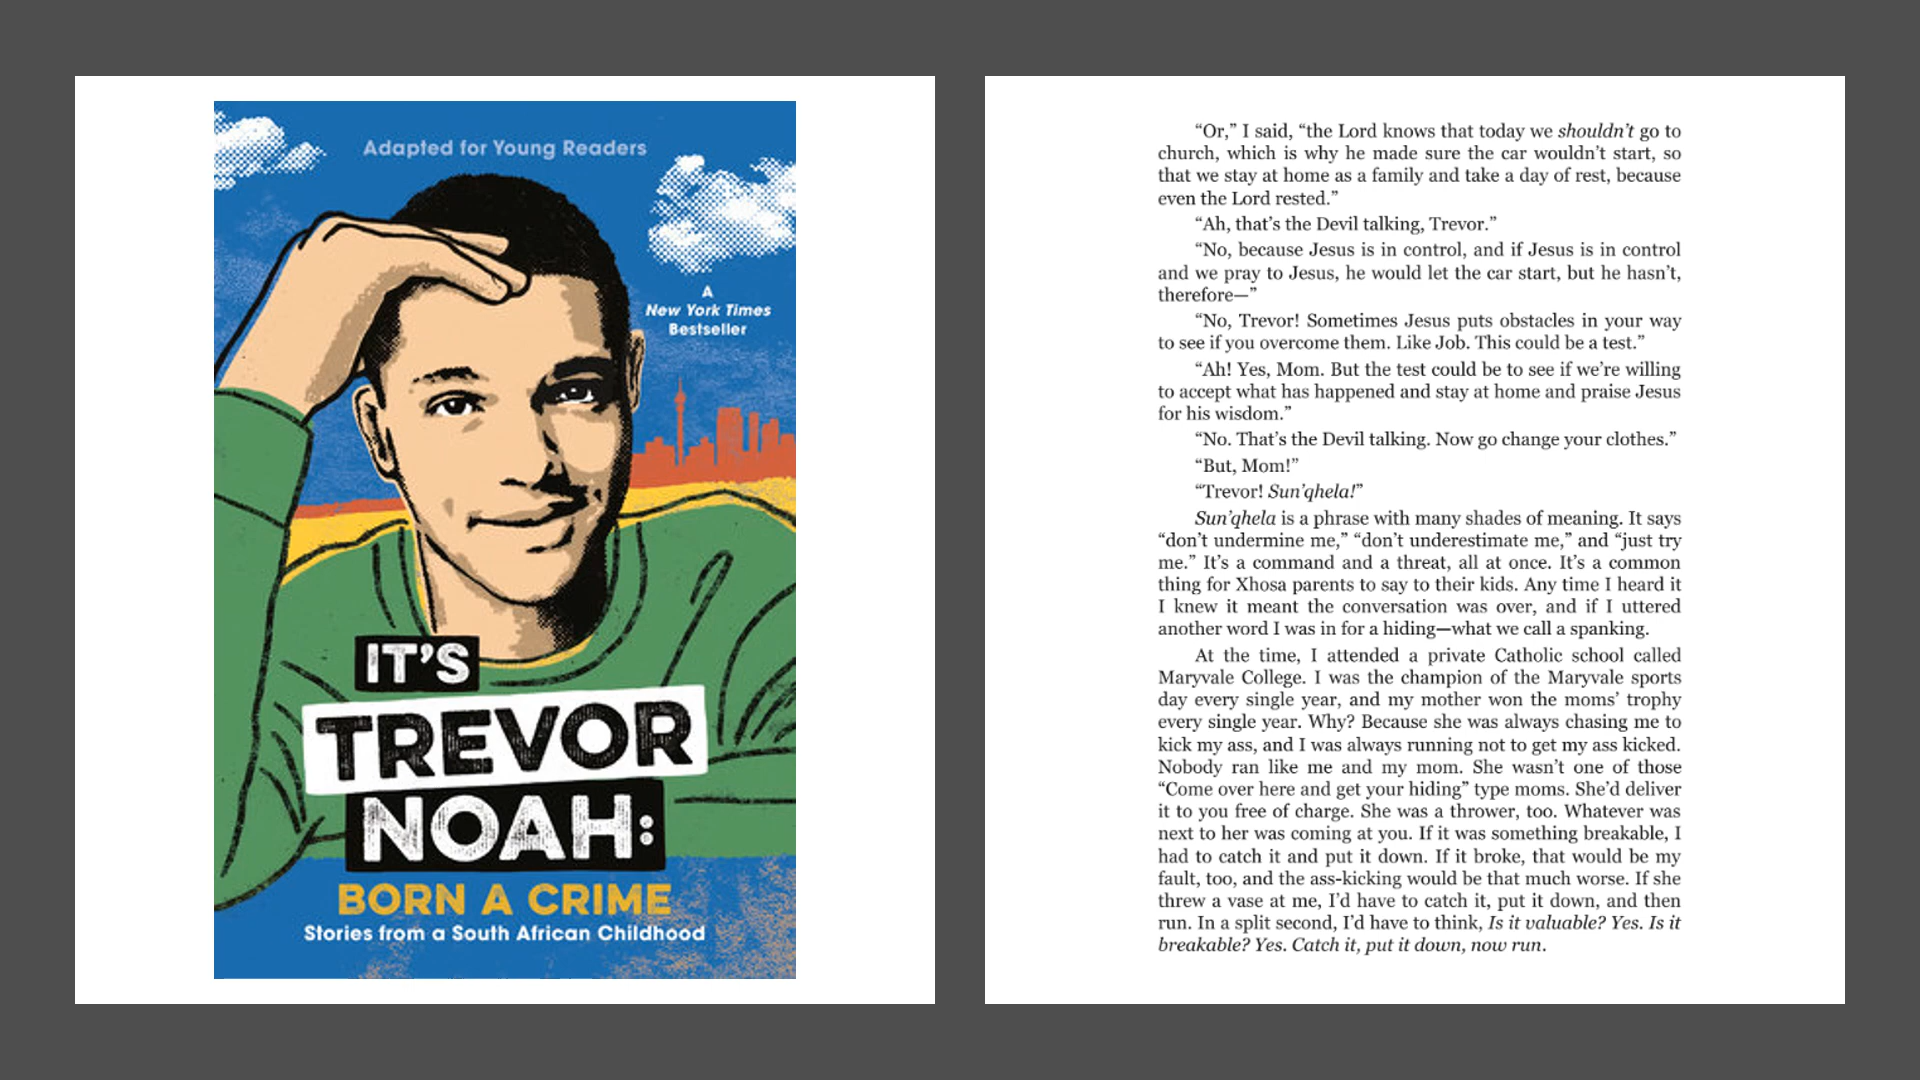 Adapted for Young Readers
A
New York Times
Bestseller
IT'S
TREVOR
NOAH:
BORN A CRIME
Stories from a South African Childhood
“Or,” I said, “the Lord knows that today we shouldn’t go to
church, which is why he made sure the car wouldn’t start, so
that we stay at home as a family and take a day of rest, because
even the Lord rested.”
“Ah, that’s the Devil talking, Trevor.”
“No, because Jesus is in control, and if Jesus is in control
and we pray to Jesus, he would let the car start, but he hasn’t,
therefore—”
“No, Trevor! Sometimes Jesus puts obstacles in your way
to see if you overcome them. Like Job. This could be a test.”
“Ah! Yes, Mom. But the test could be to see if we’re willing
to accept what has happened and stay at home and praise Jesus
for his wisdom.”
“No. That’s the Devil talking. Now go change your clothes.”
“But, Mom!”
“Trevor! Sun’qhela!”
Sun’qhela is a phrase with many shades of meaning. It says
“don’t undermine me,” “don’t underestimate me,” and “just try
me.” It’s a command and a threat, all at once. It’s a common
thing for Xhosa parents to say to their kids. Any time I heard it
I knew it meant the conversation was over, and if I uttered
another word I was in for a hiding—what we call a spanking.
At the time, I attended a private Catholic school called
Maryvale College. I was the champion of the Maryvale sports
day every single year, and my mother won the moms’ trophy
every single year. Why? Because she was always chasing me to
kick my ass, and I was always running not to get my ass kicked.
Nobody ran like me and my mom. She wasn’t one of those
“Come over here and get your hiding” type moms. She’d deliver
it to you free of charge. She was a thrower, too. Whatever was
next to her was coming at you. If it was something breakable, I
had to catch it and put it down. If it broke, that would be my
fault, too, and the ass-kicking would be that much worse. If she
threw a vase at me, I’d have to catch it, put it down, and then
run. In a split second, I’d have to think, Is it valuable? Yes. Is it
breakable? Yes. Catch it, put it down, now run.